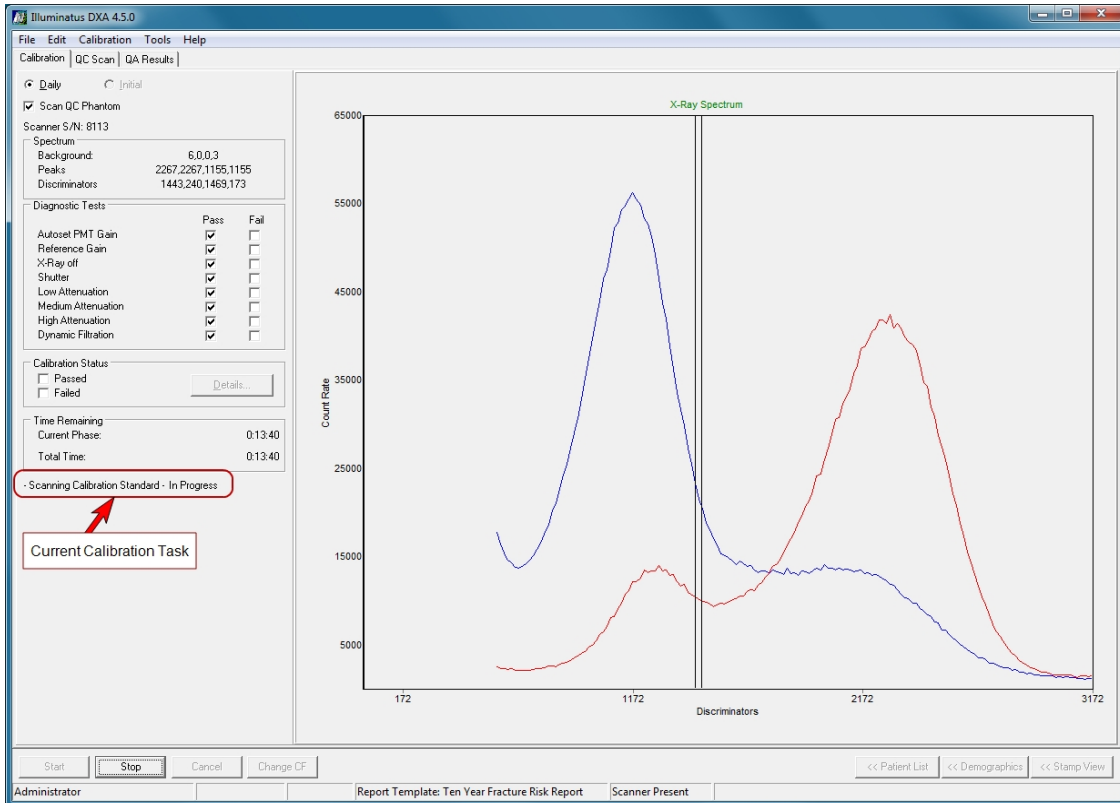 Illuminatus DXA 4.5.0
File Edit Calibration Tools Help
Calibration QC Scan QA Results
Daily Initial
Scan QC Phantom
Scanner S/N: 8113
Spectrum
Background: 6,0,0,3
Peaks 2267,2267,1155,1155
Discriminators 1443,240,1469,173
Diagnostic Tests
Pass Fail
Autoset PMT Gain
Reference Gain
X-Ray off
Shutter
Low Attenuation
Medium Attenuation
High Attenuation
Dynamic Filtration
Calibration Status
Passed
Failed
Details...
Time Remaining
Current Phase: 0:13:40
Total Time: 0:13:40
- Scanning Calibration Standard - In Progress
Current Calibration Task
X-Ray Spectrum
65000
55000
45000
35000
25000
15000
5000
Count Rate
172 1172 2172 3172
Discriminators
Start Stop Cancel Change CF << Patient List << Demographics << Stamp View
Administrator Report Template: Ten Year Fracture Risk Report Scanner Present